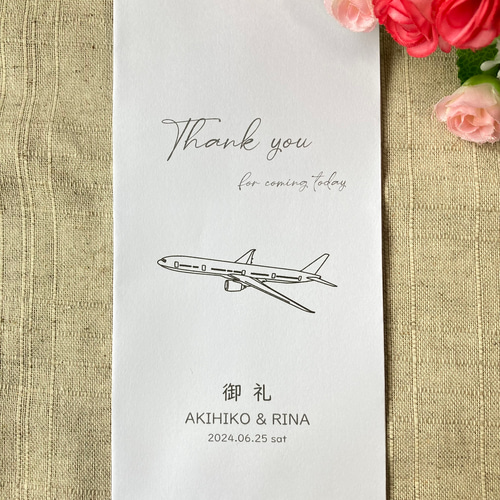 Thank you
for coming today
御 礼
AKIHIKO & RINA
2024.06.25 sat